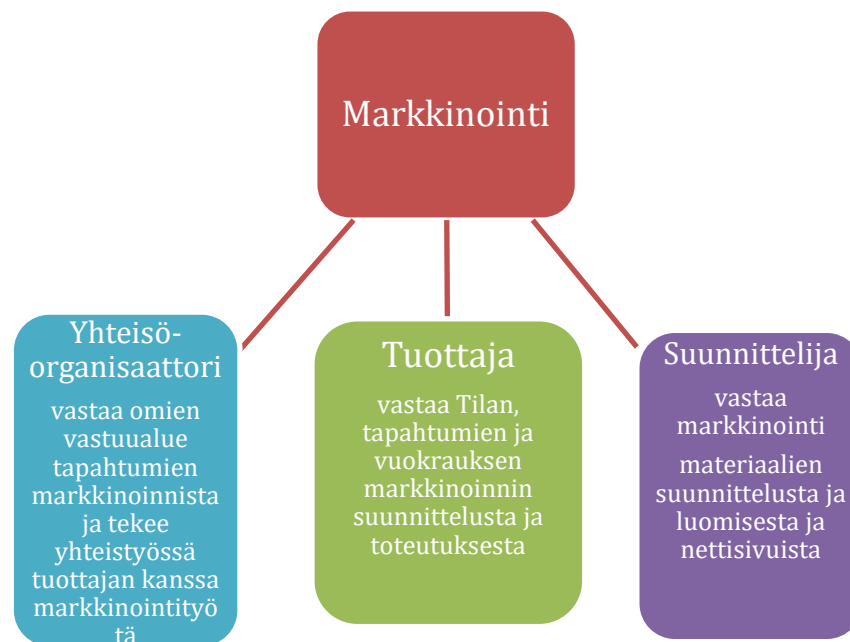 Markkinointi
Yhteisö-
organisaattori
vastaa omien
vastuualue
tapahtumien
markkinoinnista
ja tekee
yhteistyössä
tuottajan kanssa
markkinointityö
tä
Tuottaja
vastaa Tilan,
tapahtumien ja
vuokrauksen
markkinoinnin
suunnittelusta ja
toteutuksesta
Suunnittelija
vastaa
markkinointi
materiaalien
suunnittelusta ja
luomisesta ja
nettisivuista